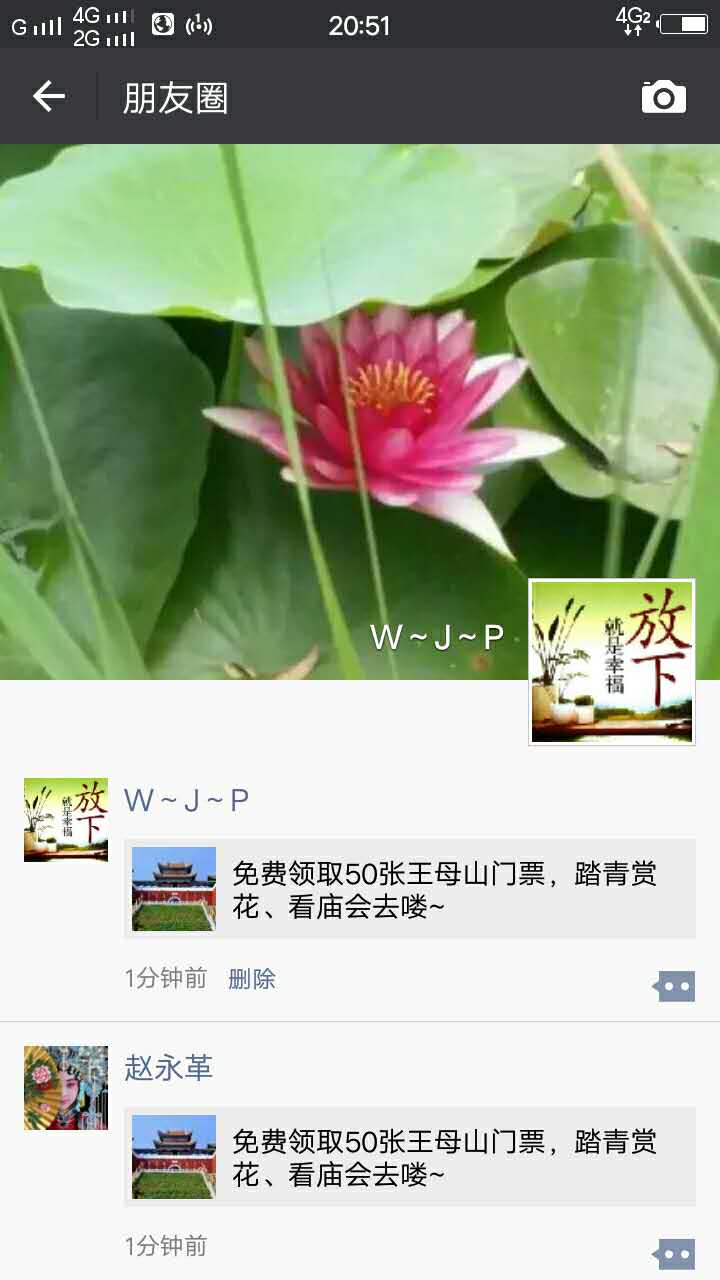 G 4G 2G 20:51 4G2
朋友圈
W~J~P
放下
就是幸福
放下
就是幸福
W~J~P
免费领取50张王母山门票，踏青赏
花、看庙会去喽~
1分钟前 删除
赵永革
免费领取50张王母山门票，踏青赏
花、看庙会去喽~
1分钟前